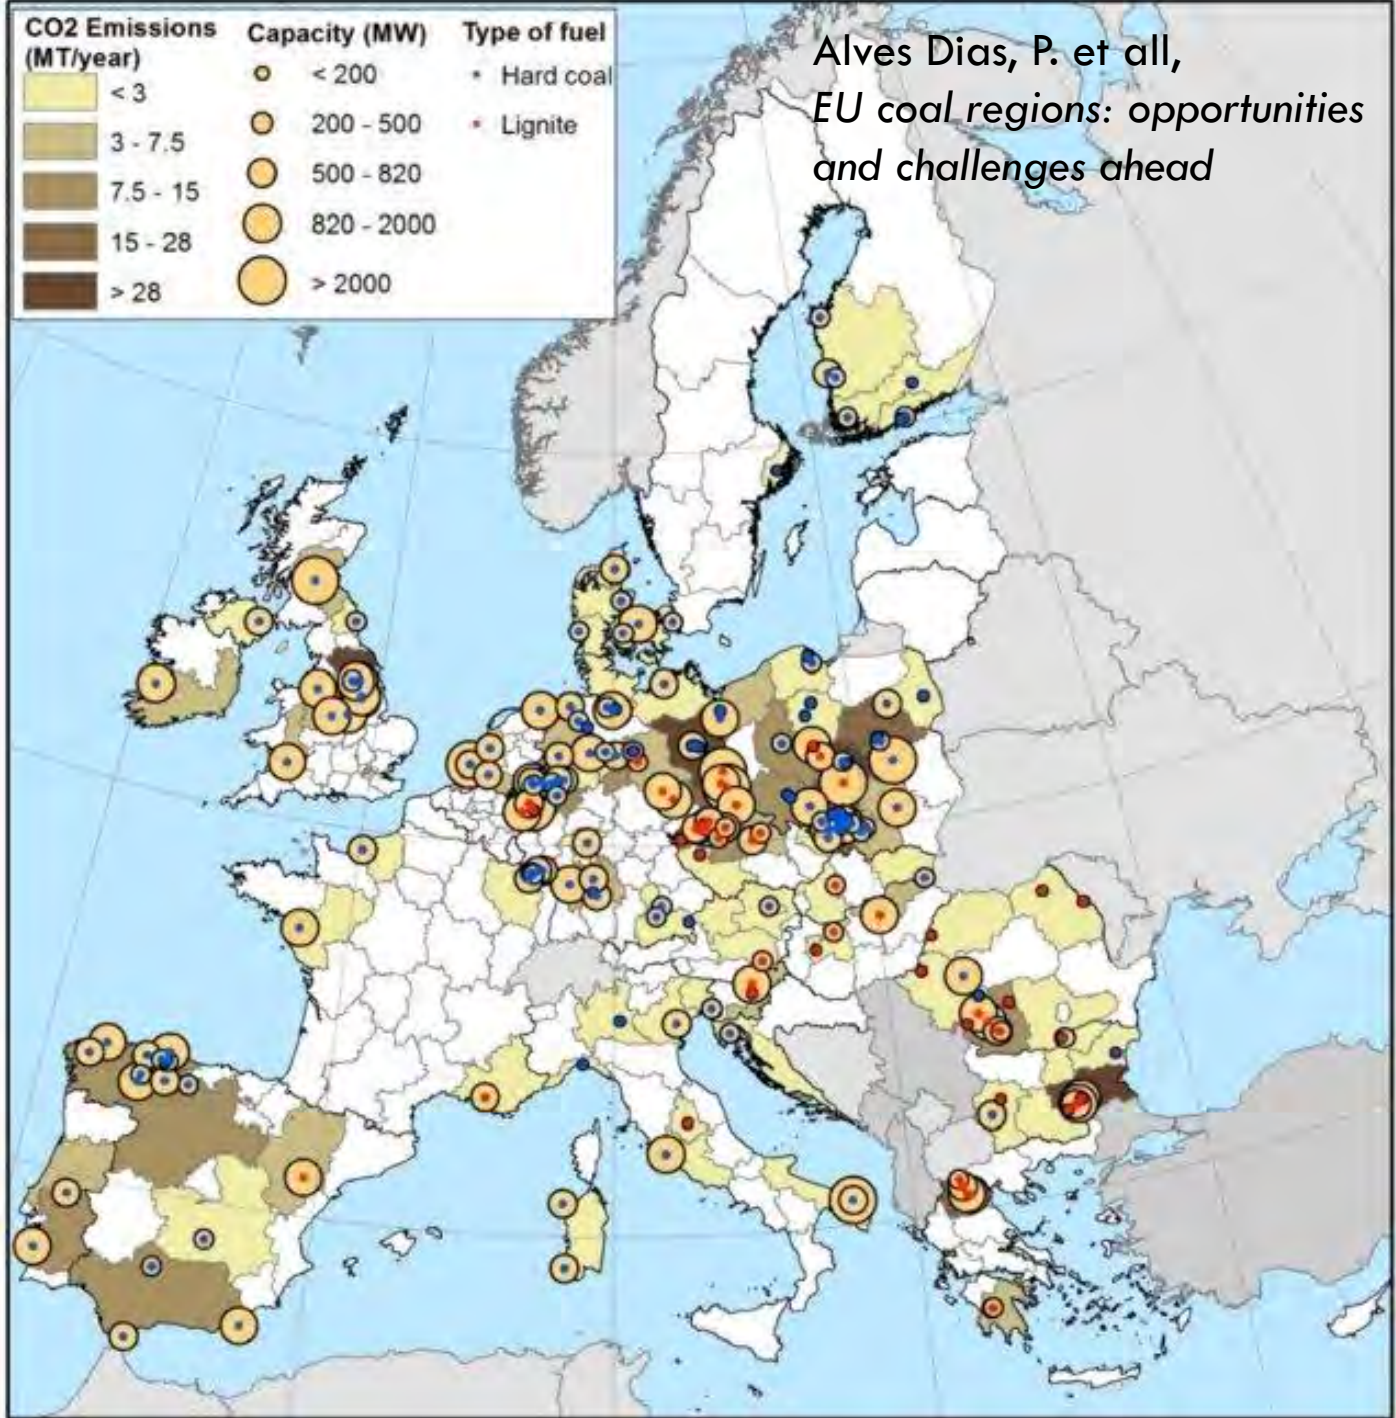 CO2 Emissions
(MT/year)
< 3
3 - 7.5
7.5 - 15
15 - 28
> 28
Capacity (MW)
< 200
200 - 500
500 - 820
820 - 2000
> 2000
Type of fuel
Hard coal
Lignite
Alves Dias, P. et all,
EU coal regions: opportunities
and challenges ahead